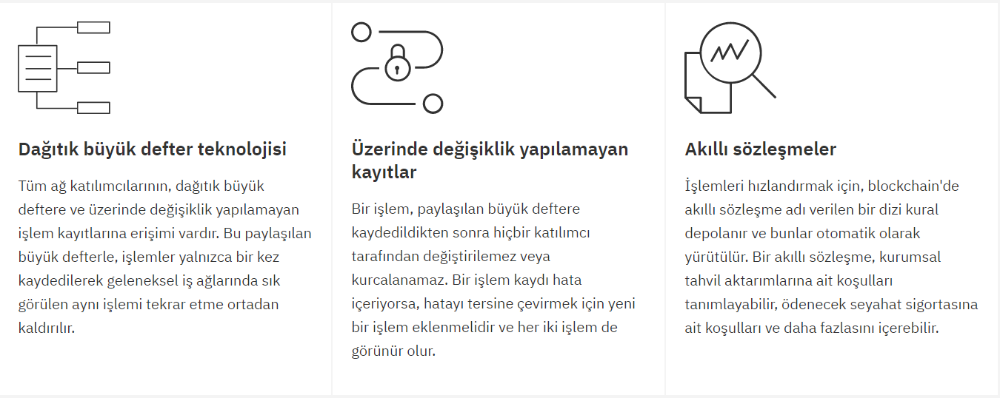 Dağıtık büyük defter teknolojisi
Tüm ağ katılımcılarının, dağıtık büyük
deftere ve üzerinde değişiklik yapılamayan
işlem kayıtlarına erişimi vardır. Bu paylaşılan
büyük defterle, işlemler yalnızca bir kez
kaydedilerek geleneksel iş ağlarında sık
görülen aynı işlemi tekrar etme ortadan
kaldırılır.
Üzerinde değişiklik yapılamayan
kayıtlar
Bir işlem, paylaşılan büyük deftere
kaydedildikten sonra hiçbir katılımcı
tarafından değiştirilemez veya
kurcalanamaz. Bir işlem kaydı hata
içeriyorsa, hatayı tersine çevirmek için yeni
bir işlem eklenmelidir ve her iki işlem de
görünür olur.
Akıllı sözleşmeler
İşlemleri hızlandırmak için, blockchain'de
akıllı sözleşme adı verilen bir dizi kural
depolanır ve bunlar otomatik olarak
yürütülür. Bir akıllı sözleşme, kurumsal
tahvil aktarımlarına ait koşulları
tanımlayabilir, ödenecek seyahat sigortasına
ait koşulları ve daha fazlasını içerebilir.